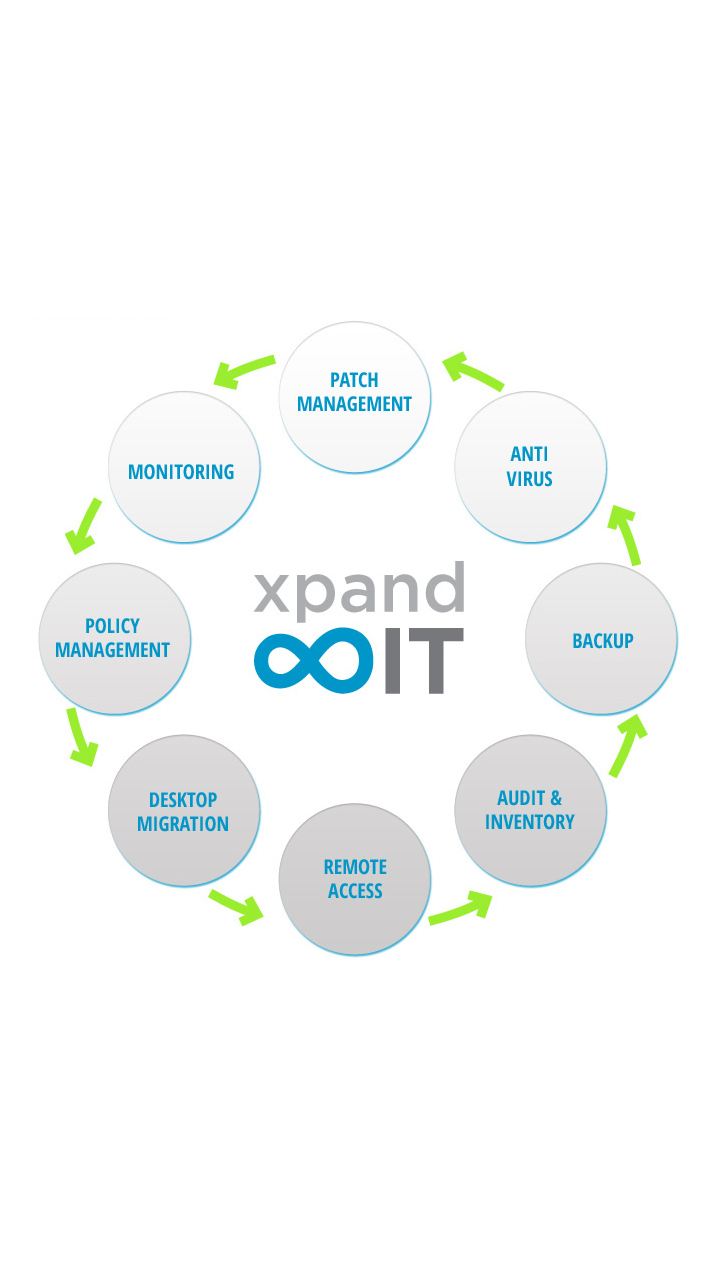 PATCH
MANAGEMENT
ANTI
VIRUS
MONITORING
xpand
IT
POLICY
MANAGEMENT
BACKUP
DESKTOP
MIGRATION
AUDIT &
INVENTORY
REMOTE
ACCESS